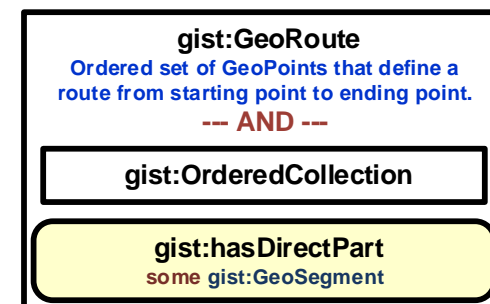 gist:GeoRoute
Ordered set of GeoPoints that define a
route from starting point to ending point.
--- AND ---
gist:OrderedCollection
gist:hasDirectPart
some gist:GeoSegment